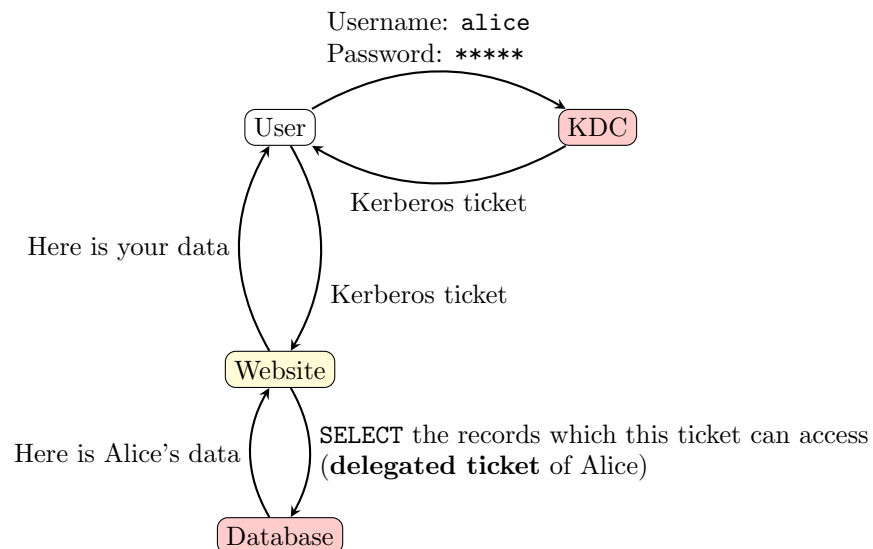 Username: alice
Password: *****
User
KDC
Kerberos ticket
Here is your data
Kerberos ticket
Website
Here is Alice's data
SELECT the records which this ticket can access
(delegated ticket of Alice)
Database